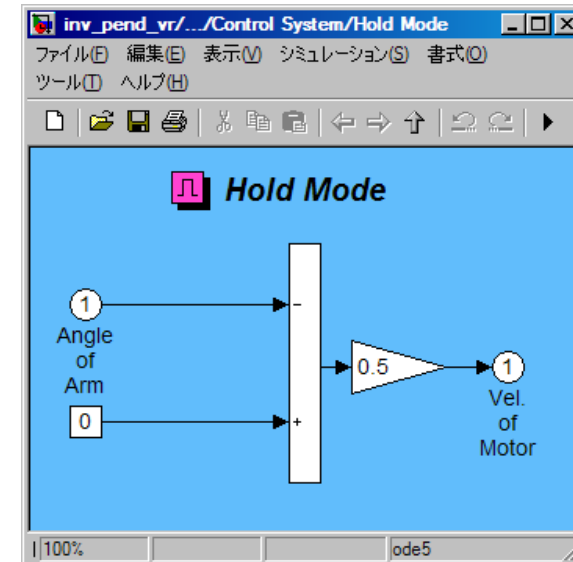 inv_pend_vr/.../Control System/Hold Mode
ファイル(F) 編集(E) 表示(V) シミュレーション(S) 書式(O)
ツール(T) ヘルプ(H)
Hold Mode
1
Angle
of
Arm
0
−
+
0.5
1
Vel.
of
Motor
100%
ode5